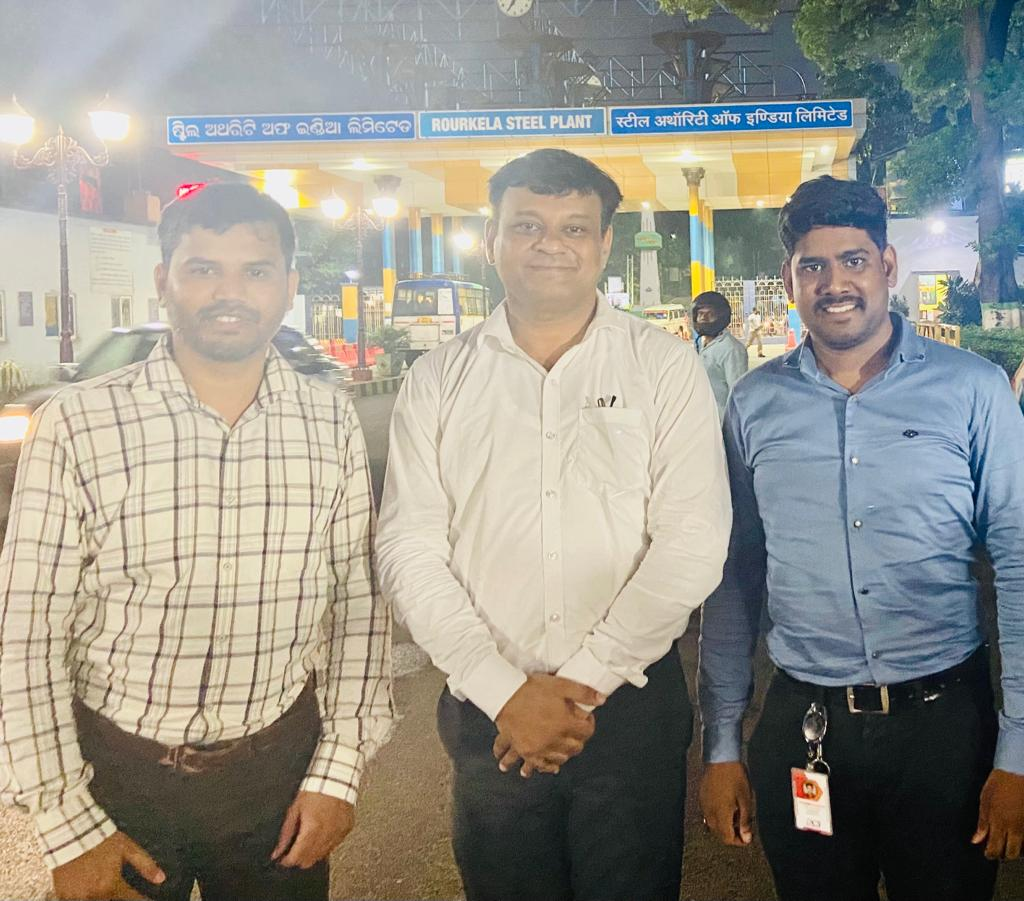 ଷ୍ଟିଲ ଅଥରିଟି ଅଫ ଇଣ୍ଡିଆ ଲିମିଟେଡ
ROURKELA STEEL PLANT
स्टील अथॉरिटी ऑफ इण्डिया लिमिटेड